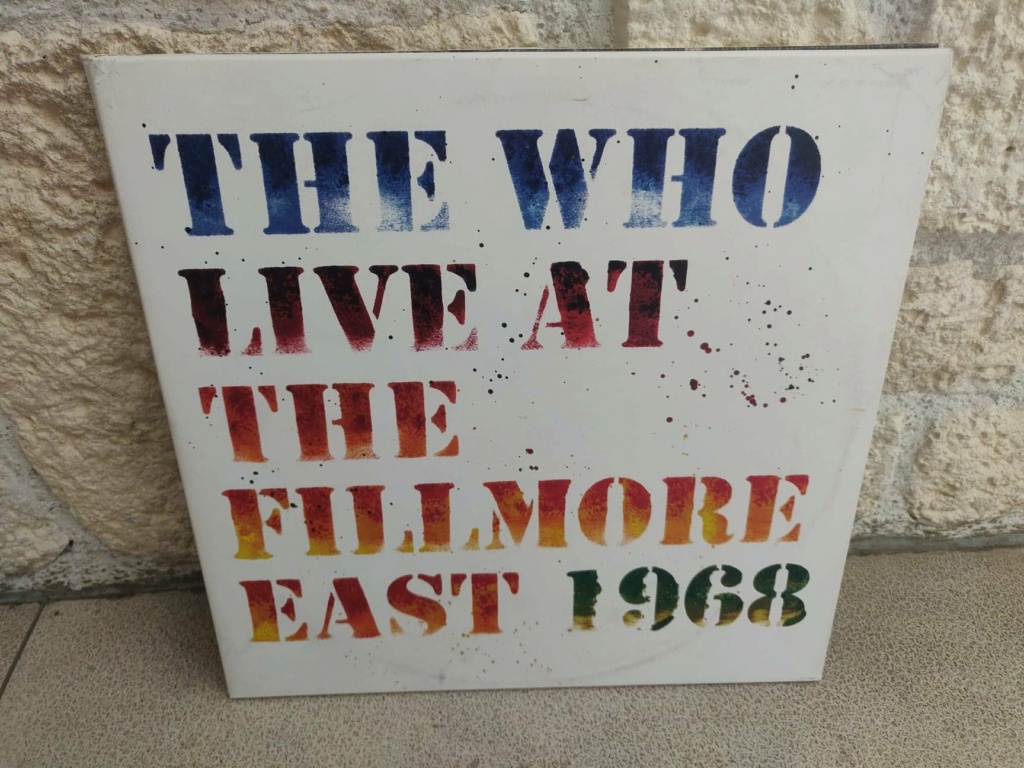 THE WHO
LIVE AT
THE
FILLMORE
EAST 1968